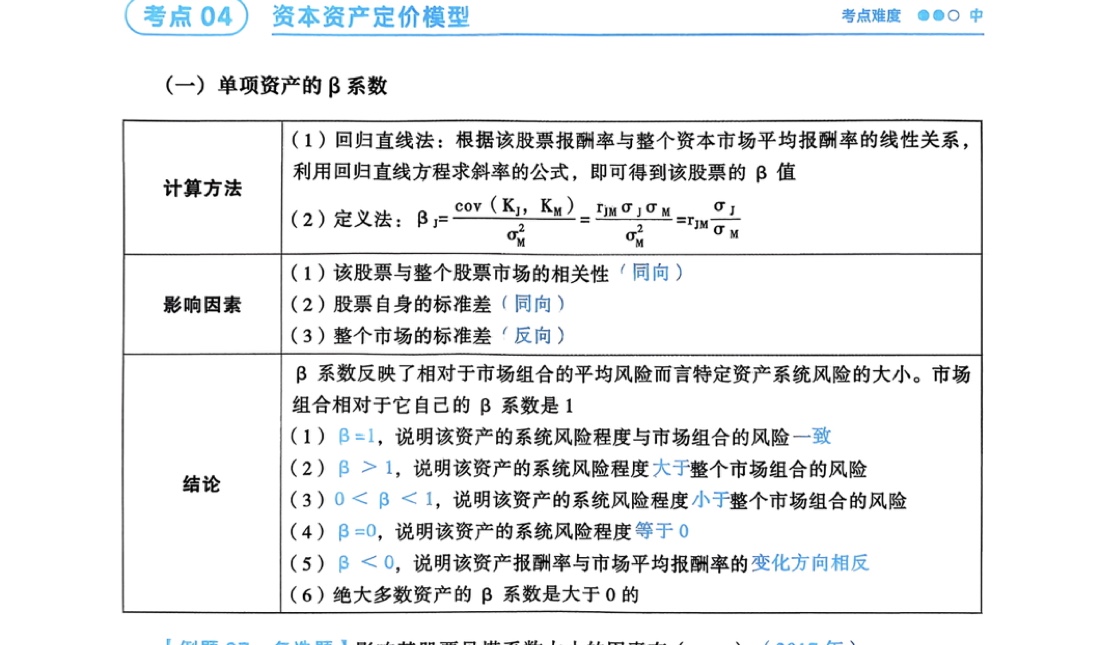 考点 04 资本资产定价模型 考点难度 ●●○ 中
（一）单项资产的 β 系数
计算方法
（1）回归直线法：根据该股票报酬率与整个资本市场平均报酬率的线性关系，
利用回归直线方程求斜率的公式，即可得到该股票的 β 值
（2）定义法：β_J = cov（K_J，K_M）/σ_M² = r_JM σ_J σ_M/σ_M² = r_JM σ_J/σ_M
影响因素
（1）该股票与整个股票市场的相关性（同向）
（2）股票自身的标准差（同向）
（3）整个市场的标准差（反向）
结论
β 系数反映了相对于市场组合的平均风险而言特定资产系统风险的大小。市场
组合相对于它自己的 β 系数是 1
（1）β=1，说明该资产的系统风险程度与市场组合的风险一致
（2）β ＞ 1，说明该资产的系统风险程度大于整个市场组合的风险
（3）0 ＜ β ＜ 1，说明该资产的系统风险程度小于整个市场组合的风险
（4）β=0，说明该资产的系统风险程度等于 0
（5）β ＜ 0，说明该资产报酬率与市场平均报酬率的变化方向相反
（6）绝大多数资产的 β 系数是大于 0 的